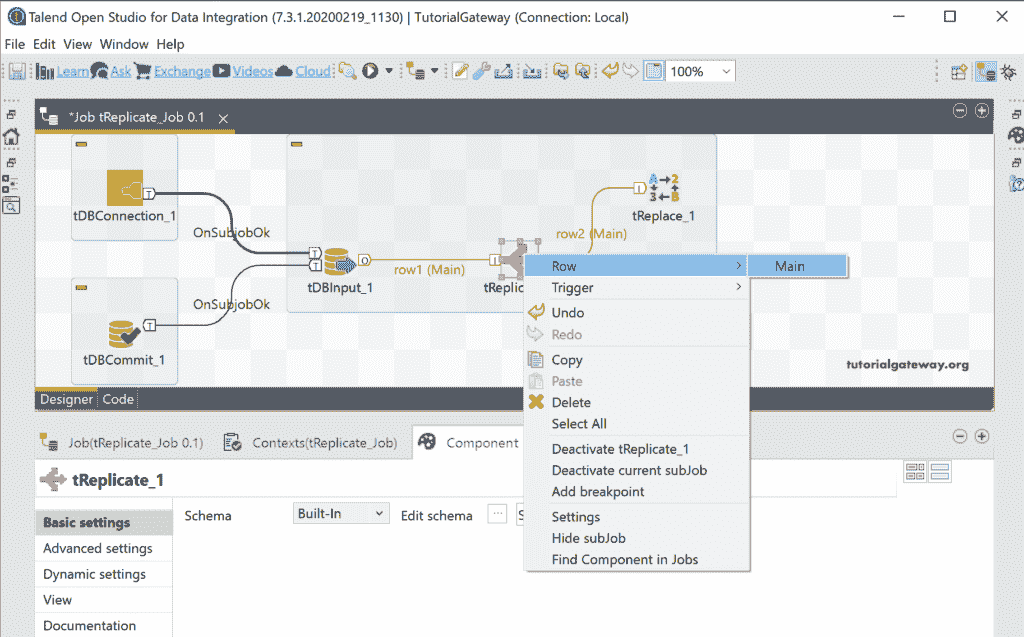 Talend Open Studio for Data Integration (7.3.1.20200219_1130) | TutorialGateway (Connection: Local)
File Edit View Window Help
Learn Ask Exchange Videos Cloud 100%
*Job tReplicate_Job 0.1
tDBConnection_1
tReplace_1
OnSubjobOk
row2 (Main)
row1 (Main)
tDBInput_1
tReplic
OnSubjobOk
tDBCommit_1
Row
Main
Trigger
Undo
Redo
Copy
Paste
Delete
Select All
Deactivate tReplicate_1
Deactivate current subJob
Add breakpoint
Settings
Hide subJob
Find Component in Jobs
tutorialgateway.org
Designer Code
Job(tReplicate_Job 0.1) Contexts(tReplicate_Job) Component
tReplicate_1
Basic settings
Advanced settings
Dynamic settings
View
Documentation
Schema Built-In Edit schema ... S